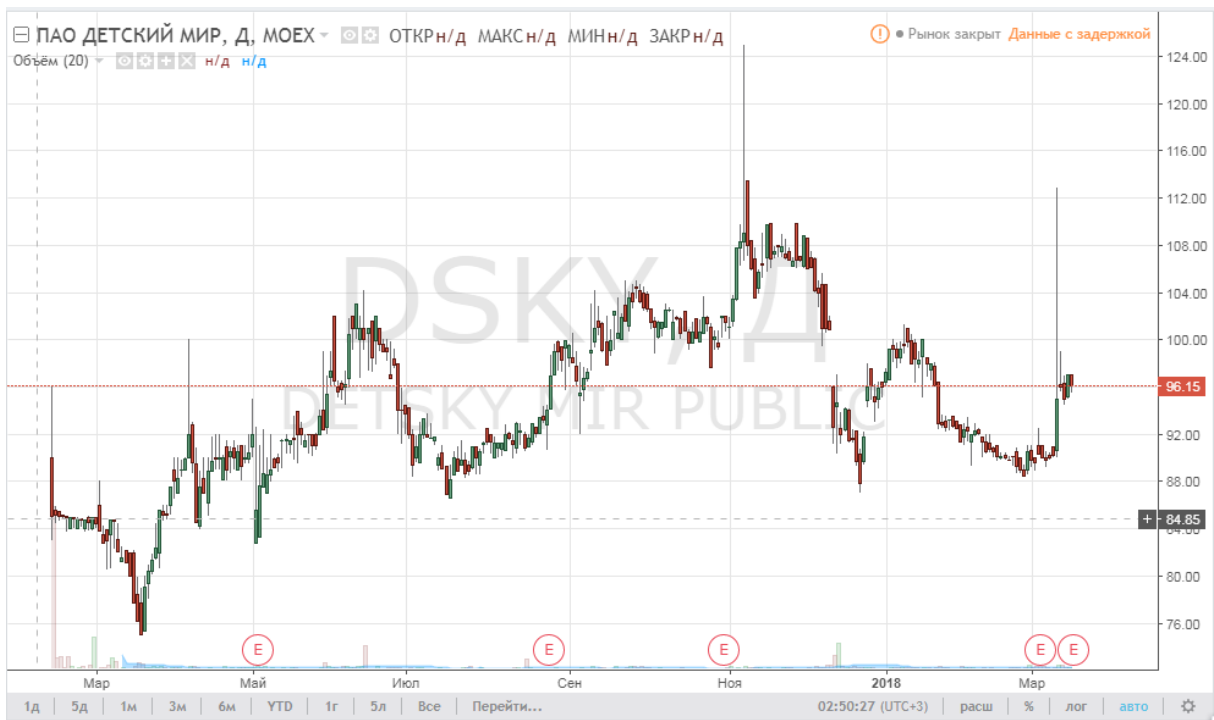 ПАО ДЕТСКИЙ МИР, Д, MOEX ОТКР н/д МАКС н/д МИН н/д ЗАКР н/д ! Рынок закрыт Данные с задержкой
Объём (20) н/д н/д
124.00
120.00
116.00
112.00
108.00
104.00
100.00
96.15
92.00
88.00
84.85
84.00
80.00
76.00
DSKY, Д
DETSKY MIR PUBLIC
E E E E E
Мар Май Июл Сен Ноя 2018 Мар
1д 5д 1м 3м 6м YTD 1г 5л Все Перейти... 02:50:27 (UTC+3) расш % лог авто